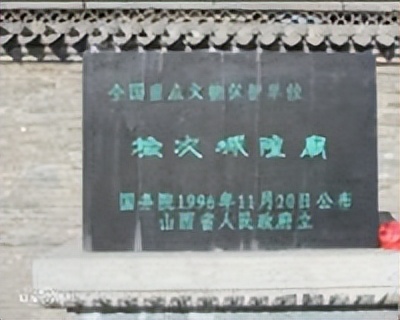 全国重点文物保护单位
榆次城隍庙
国务院1996年11月20日公布
山西省人民政府立